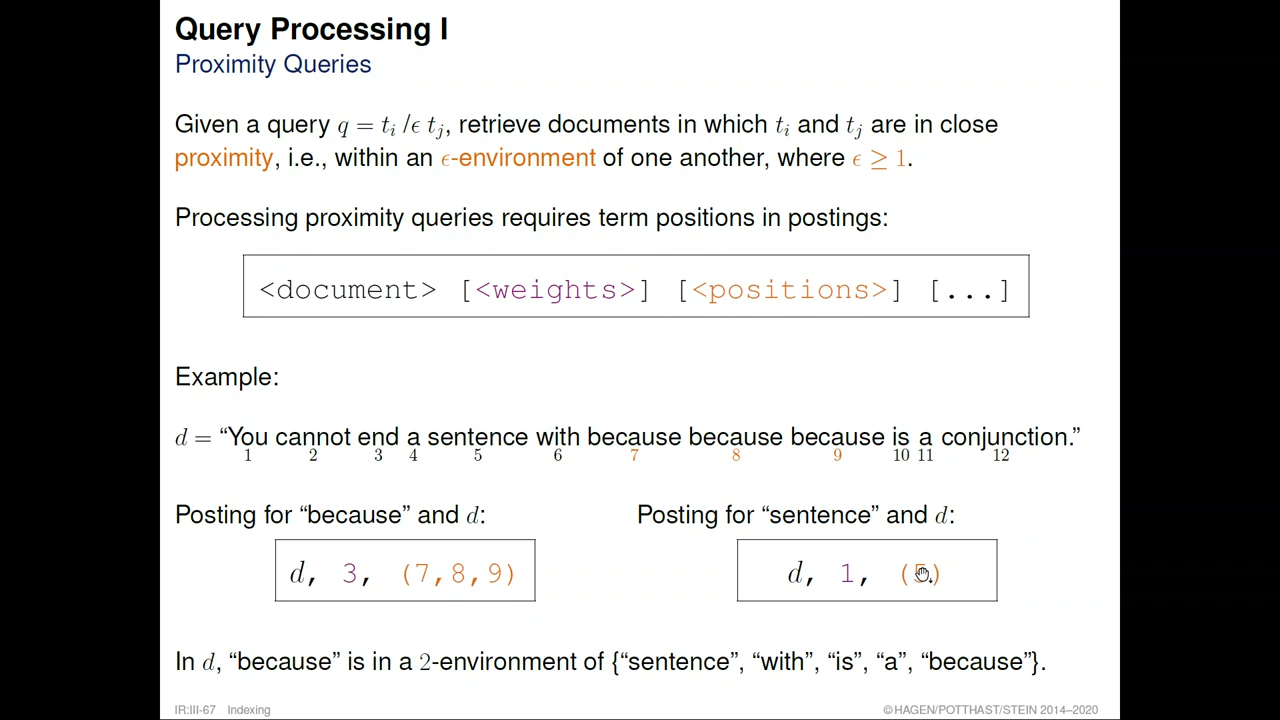 Query Processing I
Proximity Queries
Given a query q = tᵢ /ϵ tⱼ, retrieve documents in which tᵢ and tⱼ are in close
proximity, i.e., within an ϵ-environment of one another, where ϵ ≥ 1.
Processing proximity queries requires term positions in postings:
<document> [<weights>] [<positions>] [...]
Example:
d = “You cannot end a sentence with because because because is a conjunction.”
1 2 3 4 5 6 7 8 9 10 11 12
Posting for “because” and d: Posting for “sentence” and d:
d, 3, (7,8,9) d, 1, (5)
In d, “because” is in a 2-environment of {“sentence”, “with”, “is”, “a”, “because”}.
IR:III-67 Indexing ©HAGEN/POTTHAST/STEIN 2014–2020